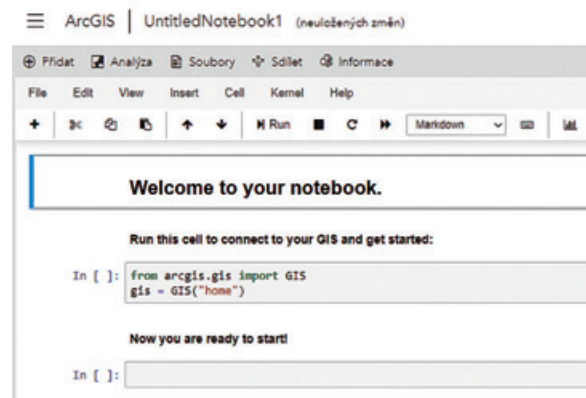 ArcGIS | UntitledNotebook1 (neuložených změn)
Přidat Analýza Soubory Sdílet Informace
File Edit View Insert Cell Kernel Help
Run Markdown
Welcome to your notebook.
Run this cell to connect to your GIS and get started:
In [ ]: from arcgis.gis import GIS
gis = GIS("home")
Now you are ready to start!
In [ ]: